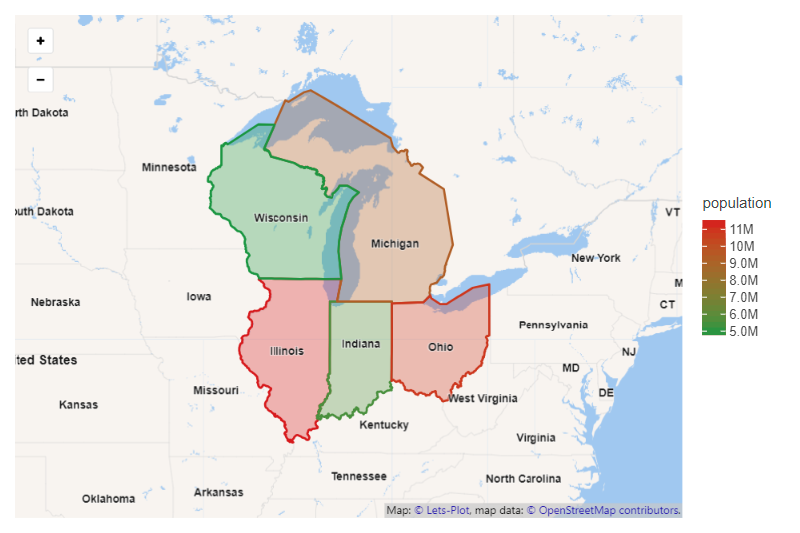 +
−
rth Dakota
Minnesota
outh Dakota
Wisconsin
VT
Michigan
New York
M
Nebraska
Iowa
CT
Pennsylvania
ted States
Illinois
Indiana
Ohio
NJ
MD
Missouri
DE
Kansas
West Virginia
Kentucky
Virginia
Tennessee
North Carolina
Oklahoma
Arkansas
Map: © Lets-Plot, map data: © OpenStreetMap contributors.
population
11M
10M
9.0M
8.0M
7.0M
6.0M
5.0M